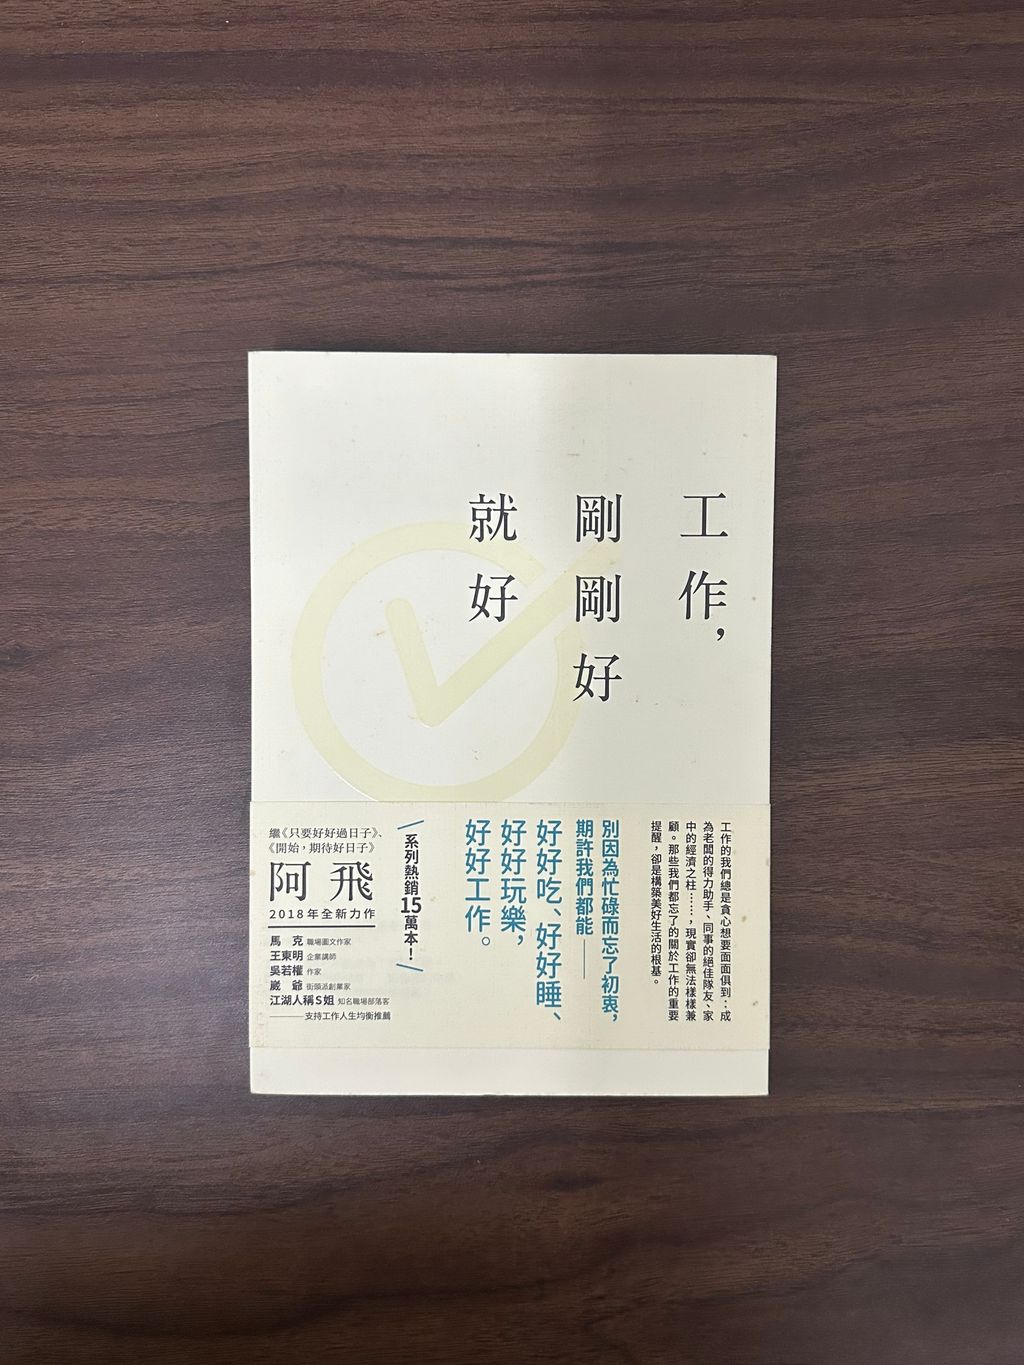 工作，
剛剛好
就好
工作的我們總是貪心想要面面俱到：成
為老闆的得力助手、同事的絕佳隊友、家
中的經濟之柱……，現實卻無法樣樣兼
顧。那些我們都忘了的關於工作的重要
提醒，卻是構築美好生活的根基。
別因為忙碌而忘了初衷，
期許我們都能——
好好吃、好好睡、
好好玩樂，
好好工作。
系列熱銷15萬本！
繼《只要好好過日子》、
《開始，期待好日子》
阿飛
2018年全新力作
馬克 職場圖文作家
王東明 企業講師
吳若權 作家
崴爺 街頭派創業家
江湖人稱S姐 知名職場部落客
————支持工作人生均衡推薦